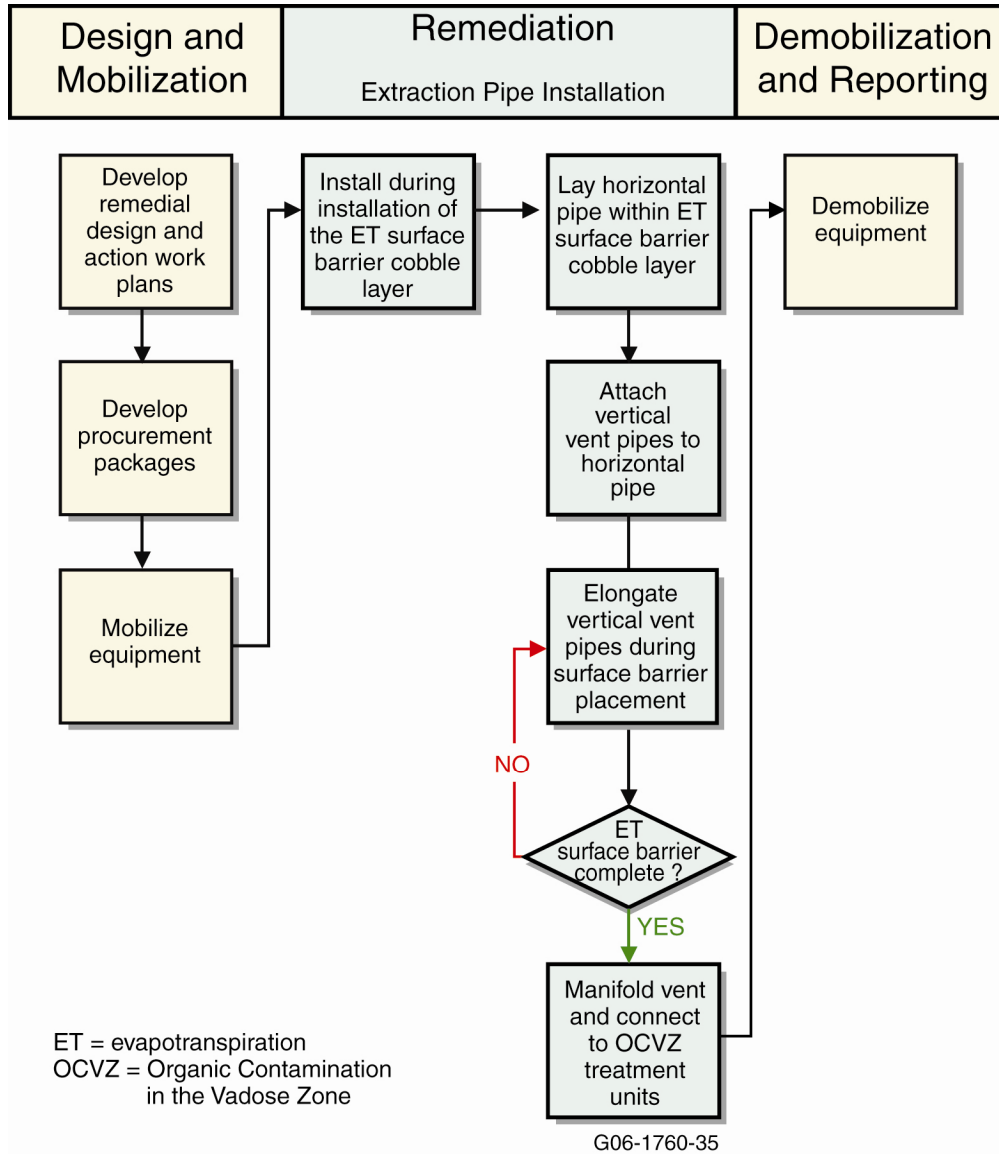 Design and
Mobilization
Remediation
Extraction Pipe Installation
Demobilization
and Reporting
Develop
remedial
design and
action work
plans
Develop
procurement
packages
Mobilize
equipment
Install during
installation of
the ET surface
barrier cobble
layer
Lay horizontal
pipe within ET
surface barrier
cobble layer
Attach
vertical
vent pipes to
horizontal
pipe
Elongate
vertical vent
pipes during
surface barrier
placement
NO
ET
surface barrier
complete ?
YES
Manifold vent
and connect
to OCVZ
treatment
units
Demobilize
equipment
ET = evapotranspiration
OCVZ = Organic Contamination
in the Vadose Zone
G06-1760-35